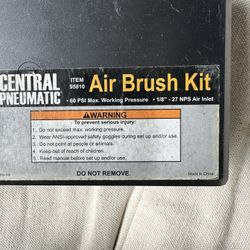 CENTRAL PNEUMATIC
ITEM 95810
Air Brush Kit
• 60 PSI Max. Working Pressure • 1/8" - 27 NPS Air Inlet
WARNING
To prevent serious injury:
1. Do not exceed max. working pressure.
2. Wear ANSI-approved safety goggles during set up and/or use.
3. Do not point at people or animals.
4. Keep out of reach of children.
5. Read manual before set up and/or use.
DO NOT REMOVE.
Made in China